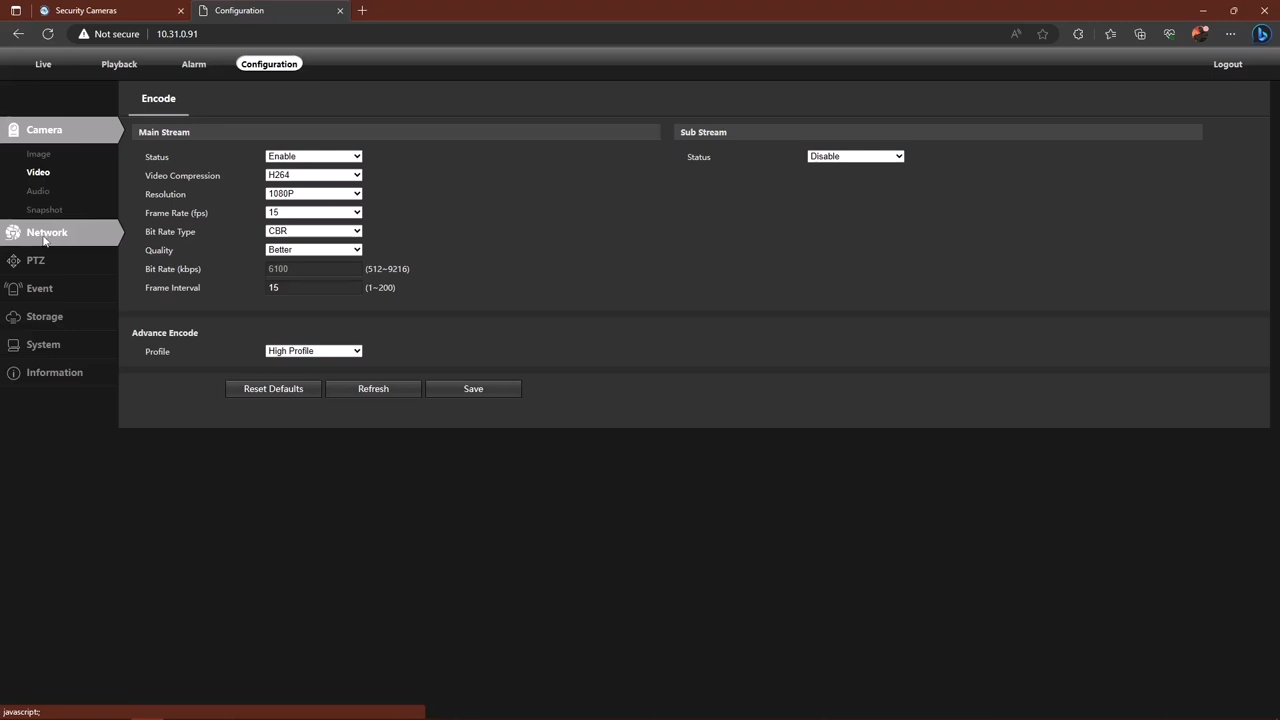 Security Cameras
Configuration
Not secure
10.31.0.91
Live
Playback
Alarm
Configuration
Logout
Camera
Image
Video
Audio
Snapshot
Network
PTZ
Event
Storage
System
Information
Encode
Main Stream
Status Enable
Video Compression H264
Resolution 1080P
Frame Rate (fps) 15
Bit Rate Type CBR
Quality Better
Bit Rate (kbps) 6100 (512~9216)
Frame Interval 15 (1~200)
Sub Stream
Status Disable
Advance Encode
Profile High Profile
Reset Defaults
Refresh
Save
javascript:;